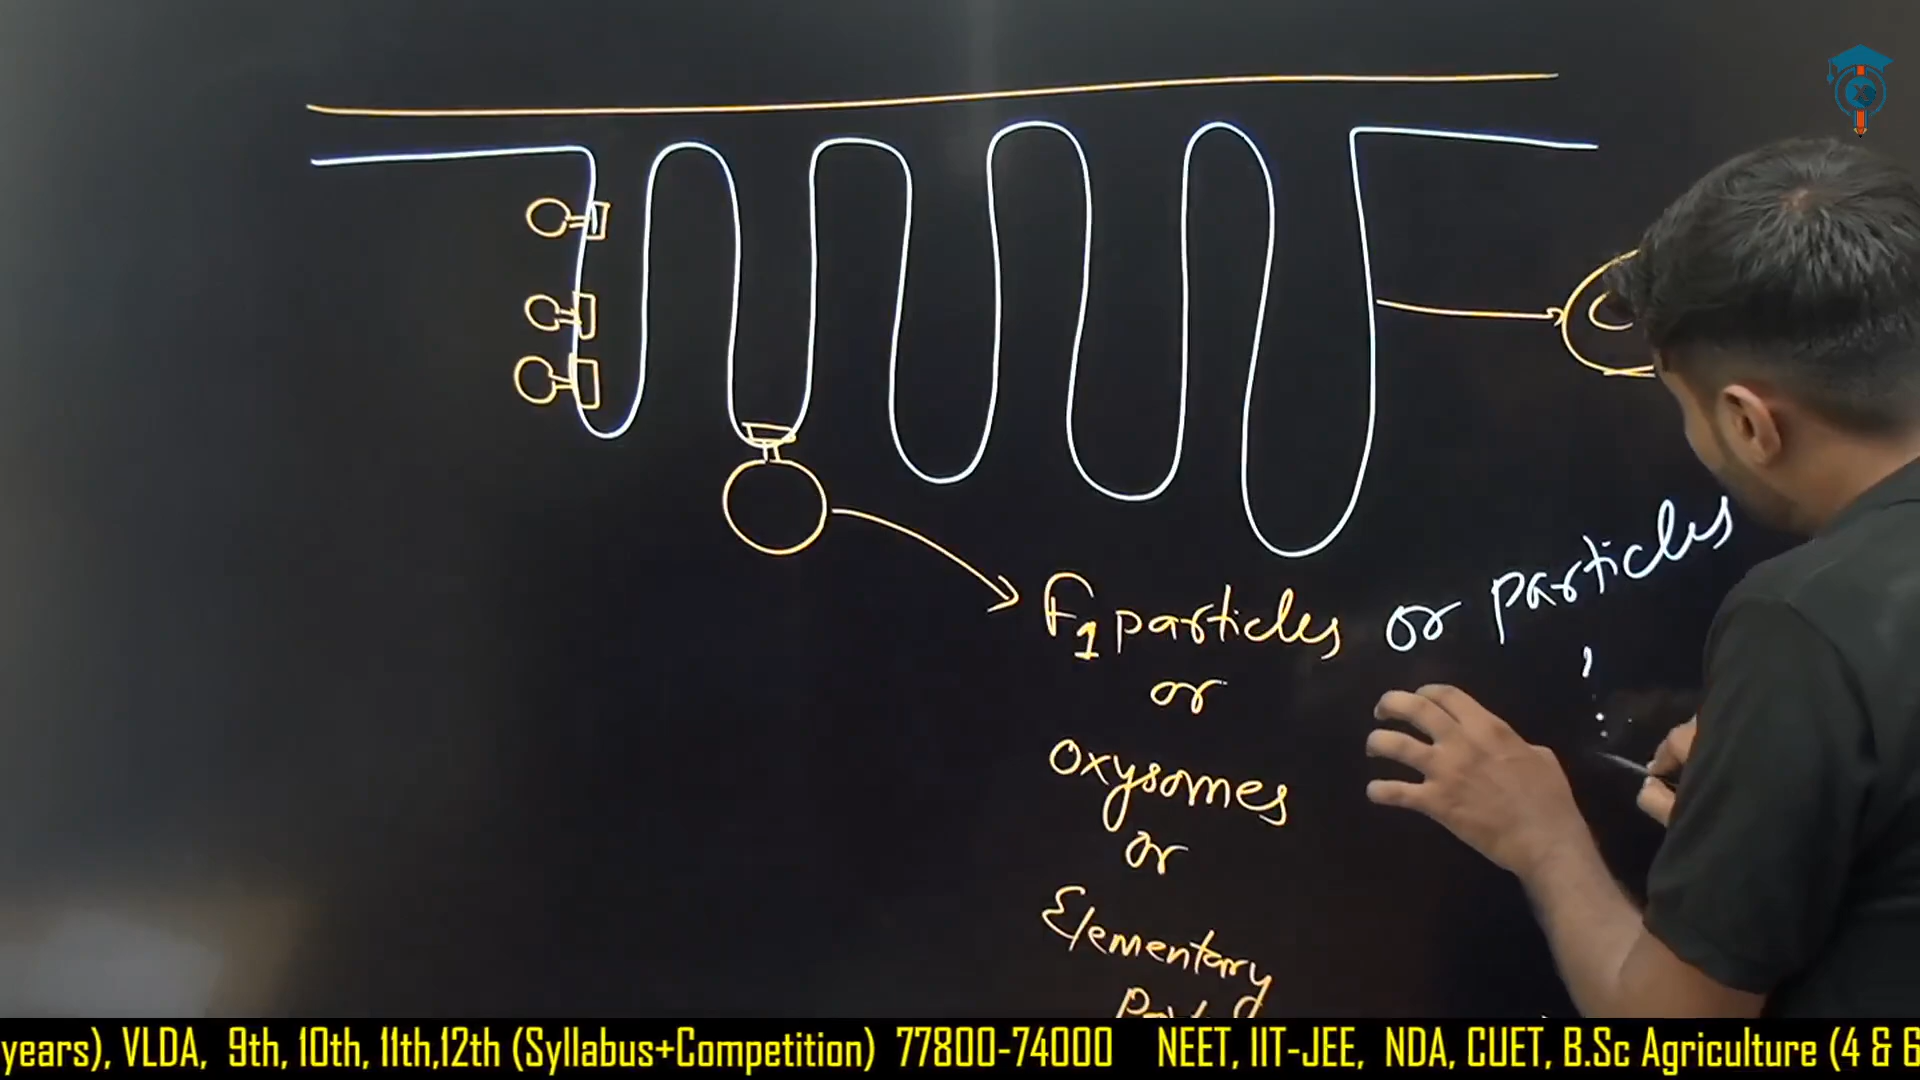 F1 particles or particles
or
Oxysomes
or
Elementary
years), VLDA, 9th, 10th, 11th,12th (Syllabus+Competition) 77800-74000 NEET, IIT-JEE, NDA, CUET, B.Sc Agriculture (4 & 6